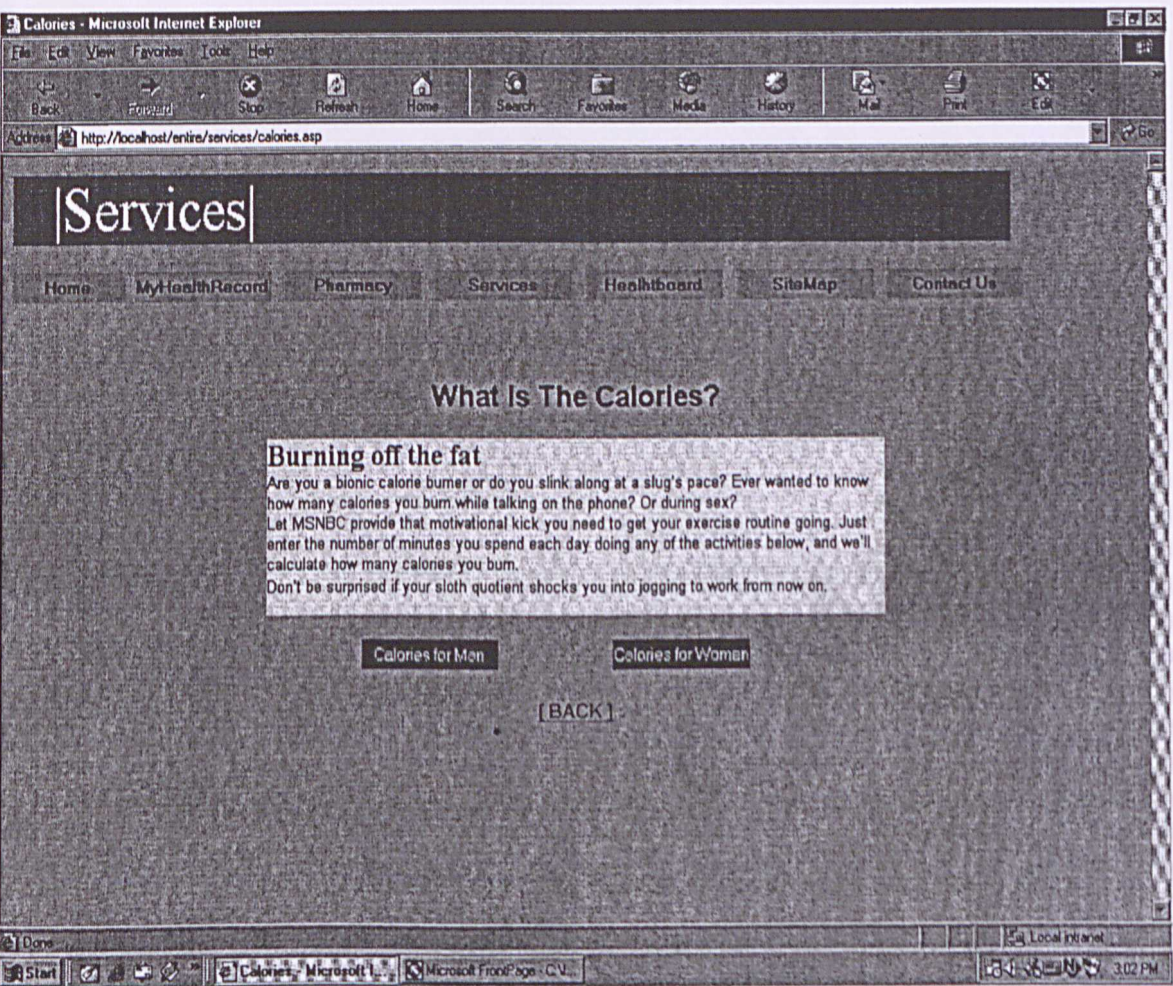 Calories - Microsoft Internet Explorer
File Edit View Favorites Tools Help
Back Forward Stop Refresh Home Search Favorites Media History Mail Print Edit
Address http://localhost/entire/services/calories.asp Go
|Services|
Home MyHealthRecord Pharmacy Services Healhtboard SiteMap Contact Us
What Is The Calories?
Burning off the fat
Are you a bionic calorie burner or do you slink along at a slug's pace? Ever wanted to know
how many calories you burn while talking on the phone? Or during sex?
Let MSNBC provide that motivational kick you need to get your exercise routine going. Just
enter the number of minutes you spend each day doing any of the activities below, and we'll
calculate how many calories you burn.
Don't be surprised if your sloth quotient shocks you into jogging to work from now on.
Calories for Men Calories for Woman
[ BACK ]
Done Local intranet
Start Calories - Microsoft I... Microsoft FrontPage - C:\... 3:02 PM